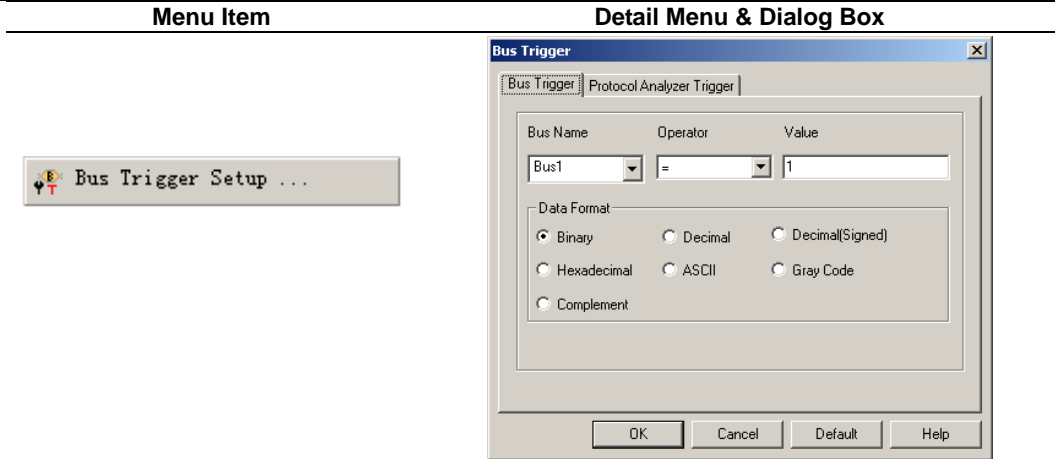 Menu Item Detail Menu & Dialog Box
Bus Trigger
Bus Trigger Protocol Analyzer Trigger
Bus Name Operator Value
Bus1 = 1
Bus Trigger Setup ...
Data Format
Binary Decimal Decimal(Signed)
Hexadecimal ASCII Gray Code
Complement
OK Cancel Default Help